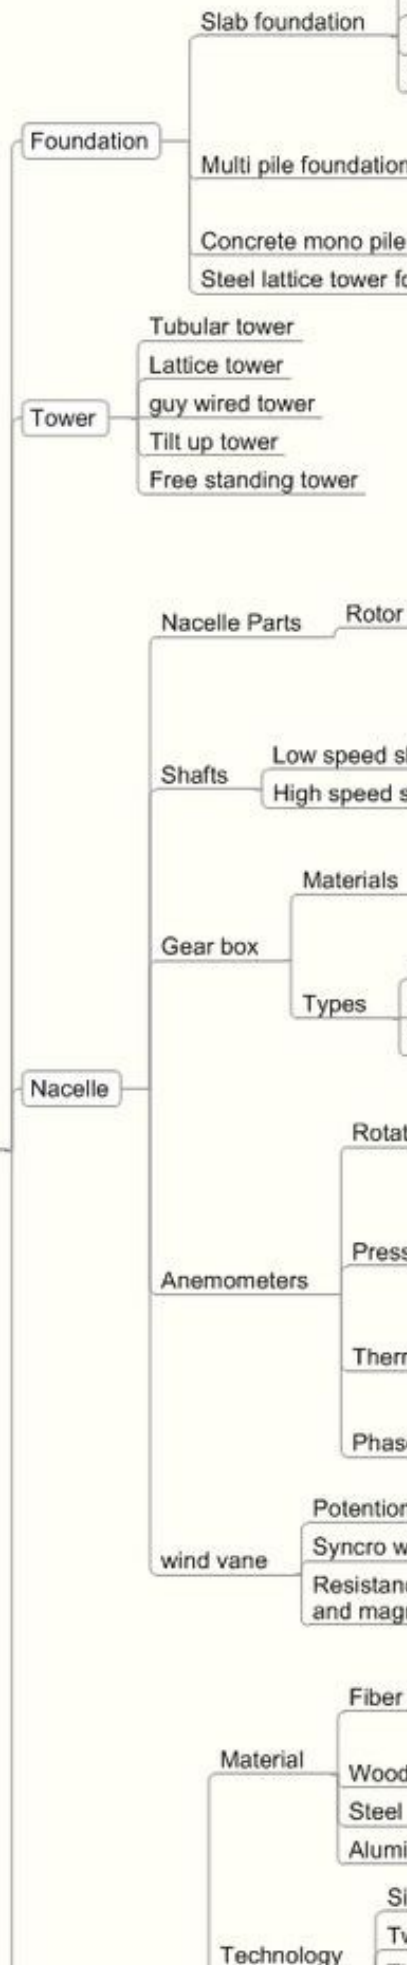 Slab foundation
Foundation
Multi pile foundation
Concrete mono pile
Steel lattice tower
Tubular tower
Lattice tower
Tower
guy wired tower
Tilt up tower
Free standing tower
Nacelle Parts
Rotor
Shafts
Low speed
High speed
Gear box
Materials
Types
Nacelle
Anemometers
wind vane
Syncro
and
Material
Fiber
Wood
Steel
Technology